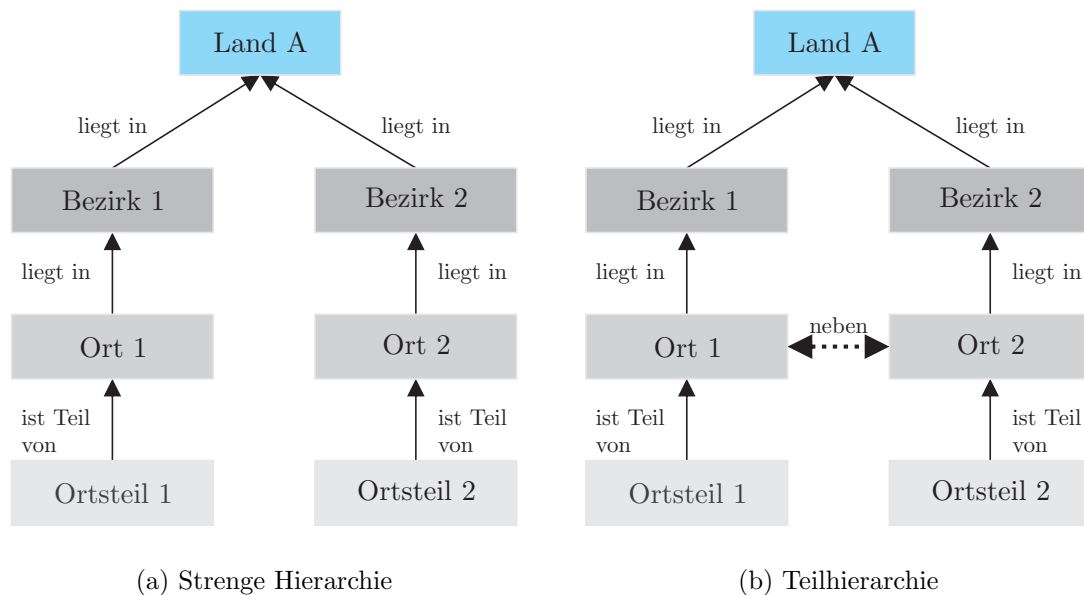 Land A
liegt in
liegt in
Bezirk 1
Bezirk 2
liegt in
liegt in
Ort 1
Ort 2
ist Teil
von
ist Teil
von
Ortsteil 1
Ortsteil 2
(a) Strenge Hierarchie
Land A
liegt in
liegt in
Bezirk 1
Bezirk 2
liegt in
liegt in
neben
Ort 1
Ort 2
ist Teil
von
ist Teil
von
Ortsteil 1
Ortsteil 2
(b) Teilhierarchie